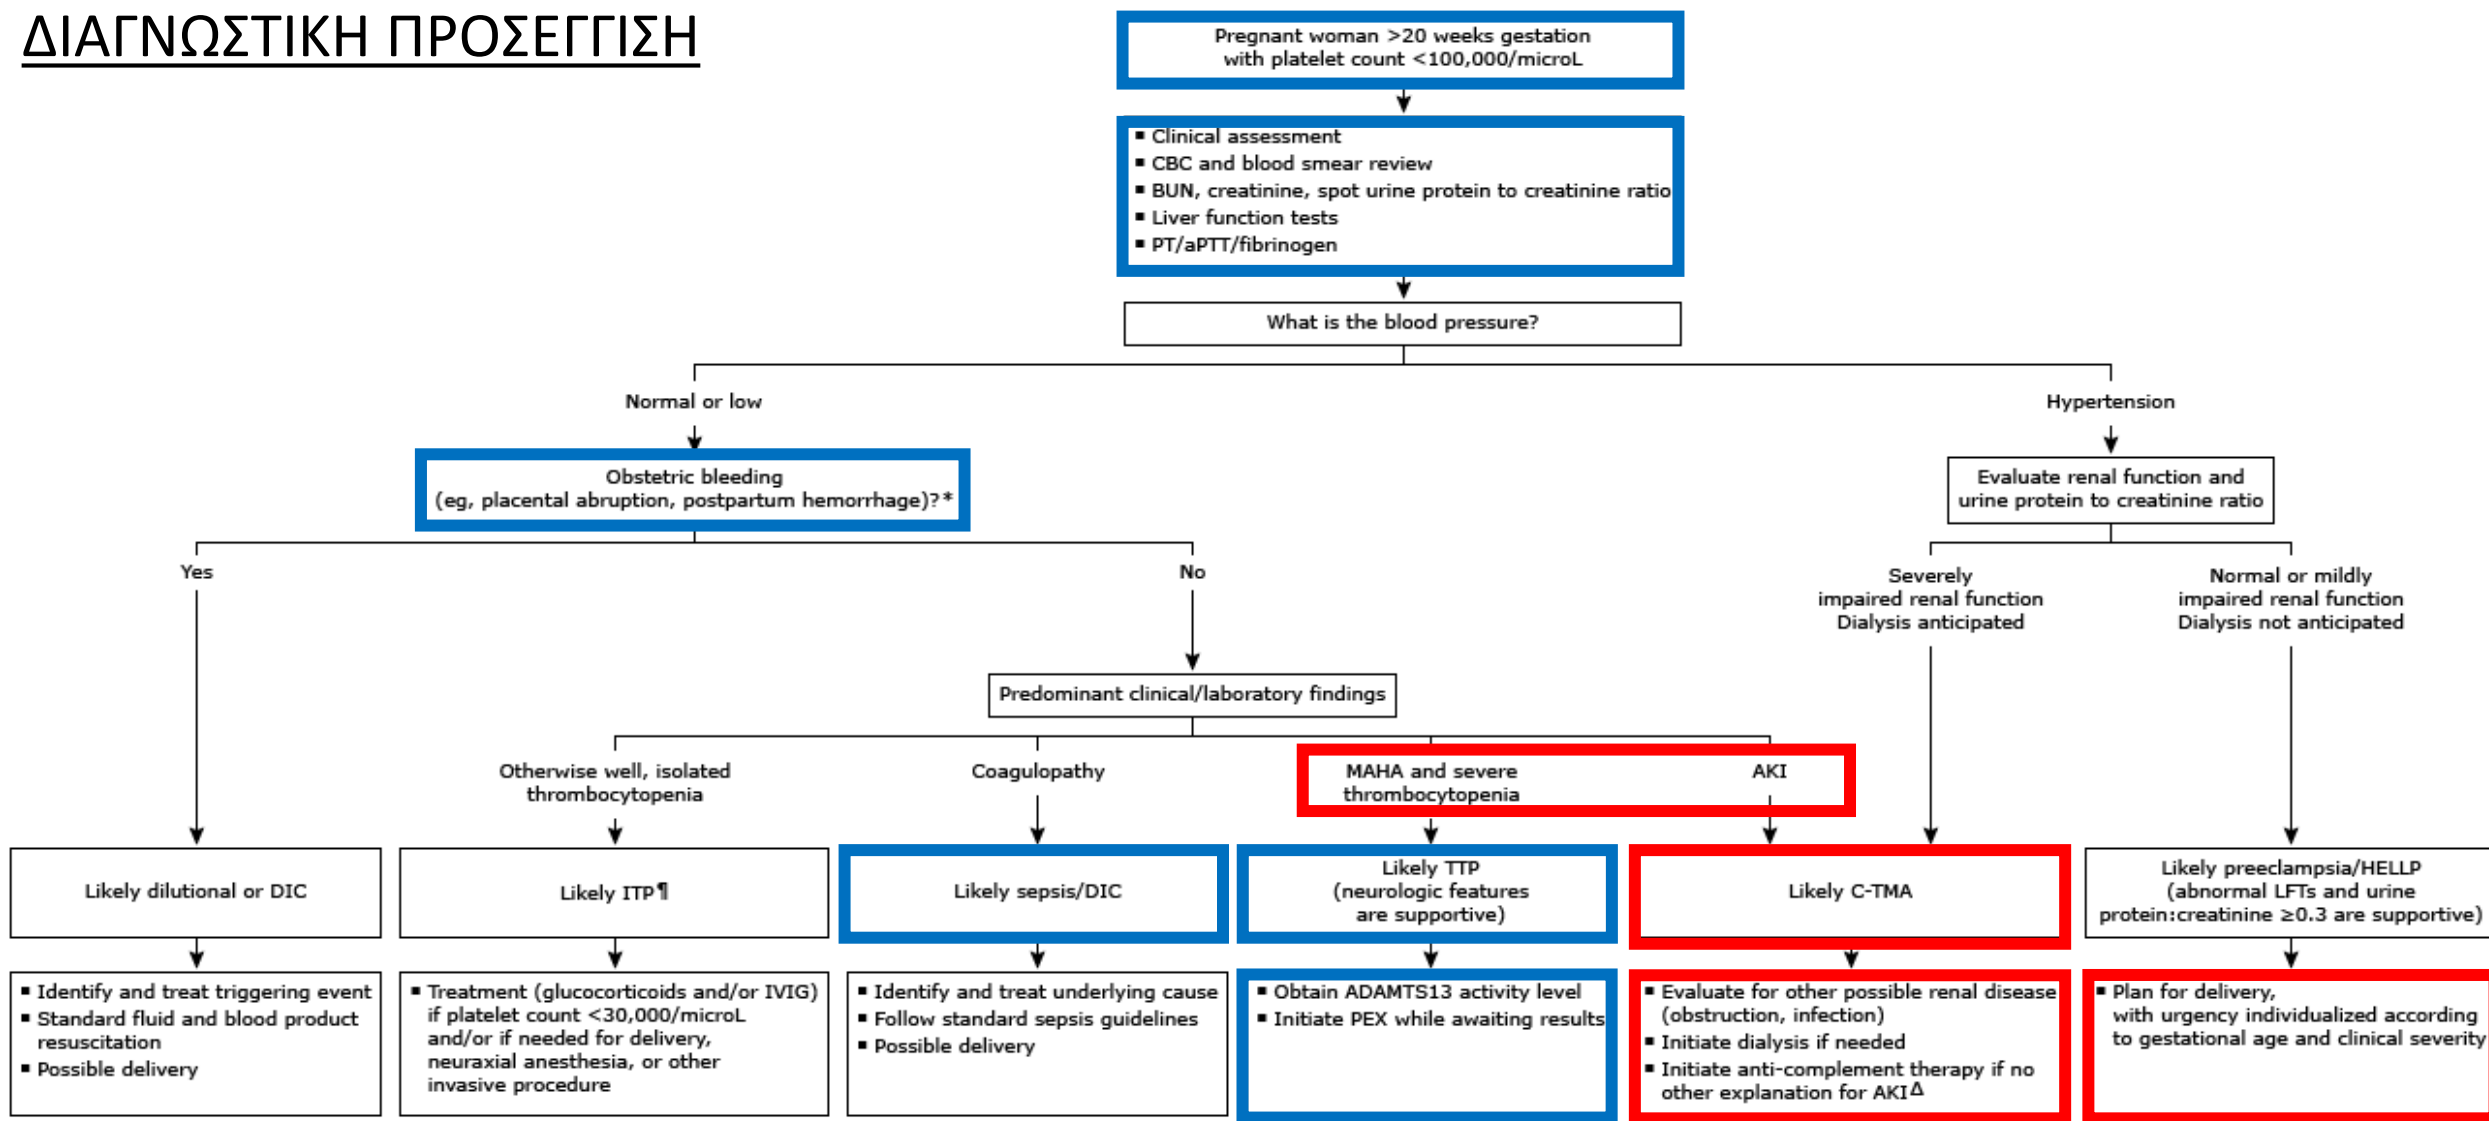 ΔΙΑΓΝΩΣΤΙΚΗ ΠΡΟΣΕΓΓΙΣΗ
Pregnant woman >20 weeks gestation
with platelet count <100,000/microL
▪ Clinical assessment
▪ CBC and blood smear review
▪ BUN, creatinine, spot urine protein to creatinine ratio
▪ Liver function tests
▪ PT/aPTT/fibrinogen
What is the blood pressure?
Normal or low
Hypertension
Obstetric bleeding
(eg, placental abruption, postpartum hemorrhage)?*
Evaluate renal function and
urine protein to creatinine ratio
Yes
No
Severely
impaired renal function
Dialysis anticipated
Normal or mildly
impaired renal function
Dialysis not anticipated
Predominant clinical/laboratory findings
Otherwise well, isolated
thrombocytopenia
Coagulopathy
MAHA and severe
thrombocytopenia
AKI
Likely dilutional or DIC
Likely ITP¶
Likely sepsis/DIC
Likely TTP
(neurologic features
are supportive)
Likely C-TMA
Likely preeclampsia/HELLP
(abnormal LFTs and urine
protein:creatinine ≥0.3 are supportive)
▪ Identify and treat triggering event
▪ Standard fluid and blood product
resuscitation
▪ Possible delivery
▪ Treatment (glucocorticoids and/or IVIG)
if platelet count <30,000/microL
and/or if needed for delivery,
neuraxial anesthesia, or other
invasive procedure
▪ Identify and treat underlying cause
▪ Follow standard sepsis guidelines
▪ Possible delivery
▪ Obtain ADAMTS13 activity level
▪ Initiate PEX while awaiting results
▪ Evaluate for other possible renal disease
(obstruction, infection)
▪ Initiate dialysis if needed
▪ Initiate anti-complement therapy if no
other explanation for AKIΔ
▪ Plan for delivery,
with urgency individualized according
to gestational age and clinical severity